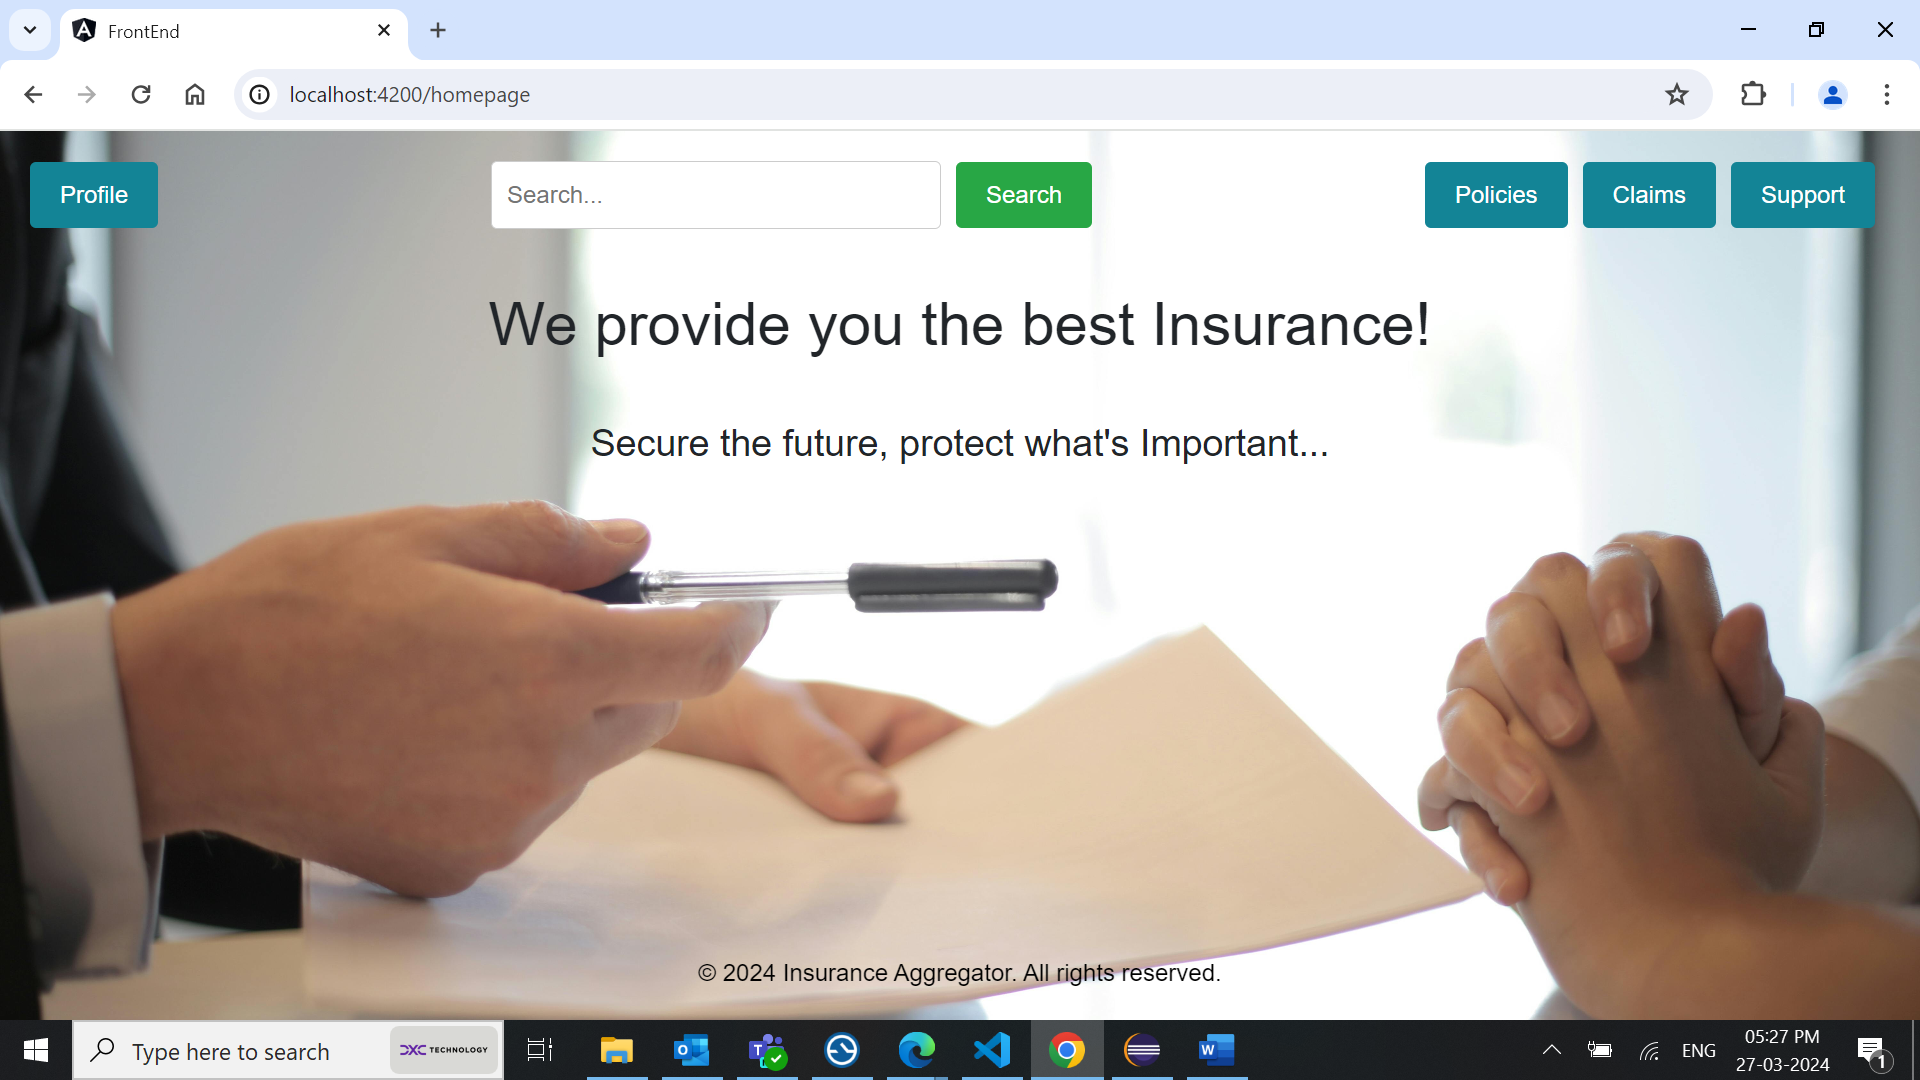 FrontEnd
localhost:4200/homepage
Profile
Search...
Search
Policies
Claims
Support
We provide you the best Insurance!
Secure the future, protect what's Important...
© 2024 Insurance Aggregator. All rights reserved.
Type here to search
DXC TECHNOLOGY
ENG
05:27 PM
27-03-2024
1